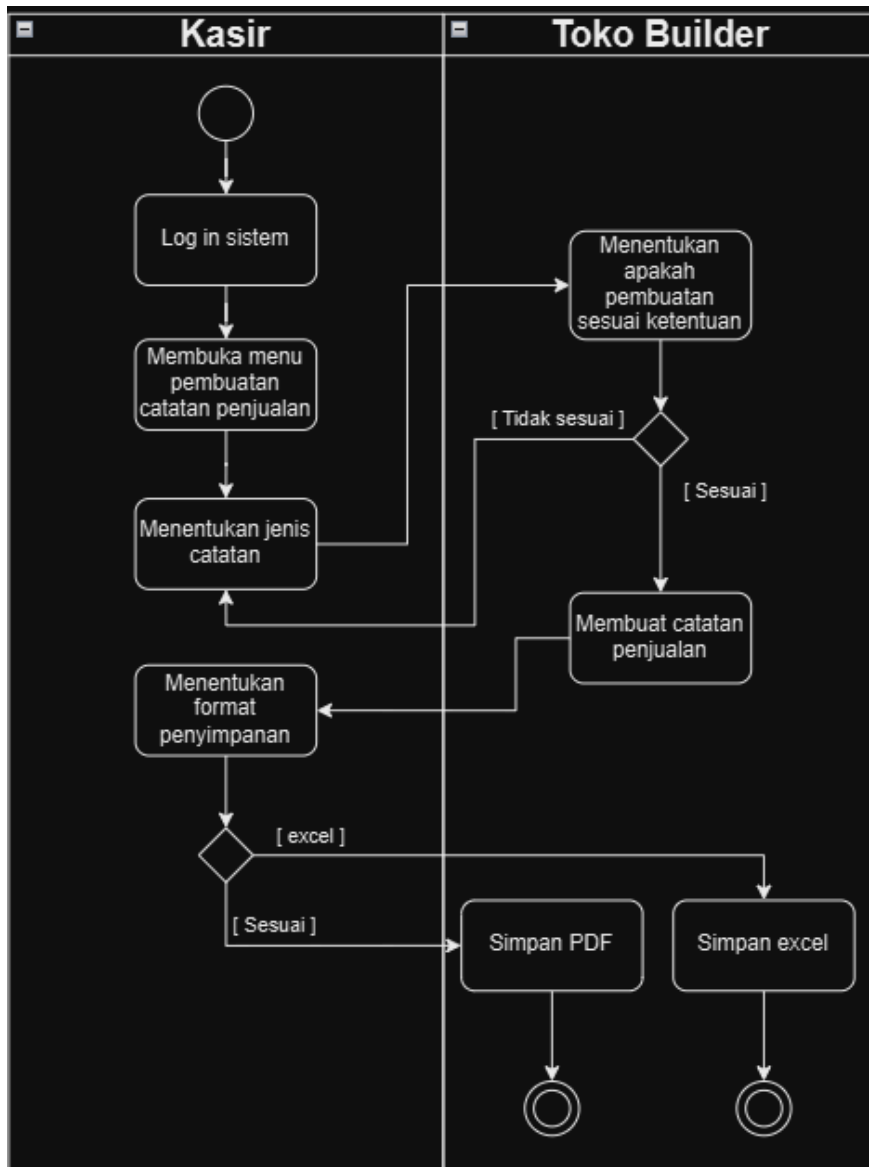 Kasir
Toko Builder
Log in sistem
Menentukan
apakah
pembuatan
sesuai ketentuan
Membuka menu
pembuatan
catatan penjualan
[ Tidak sesuai ]
[ Sesuai ]
Menentukan jenis
catatan
Membuat catatan
penjualan
Menentukan
format
penyimpanan
[ excel ]
[ Sesuai ]
Simpan PDF
Simpan excel